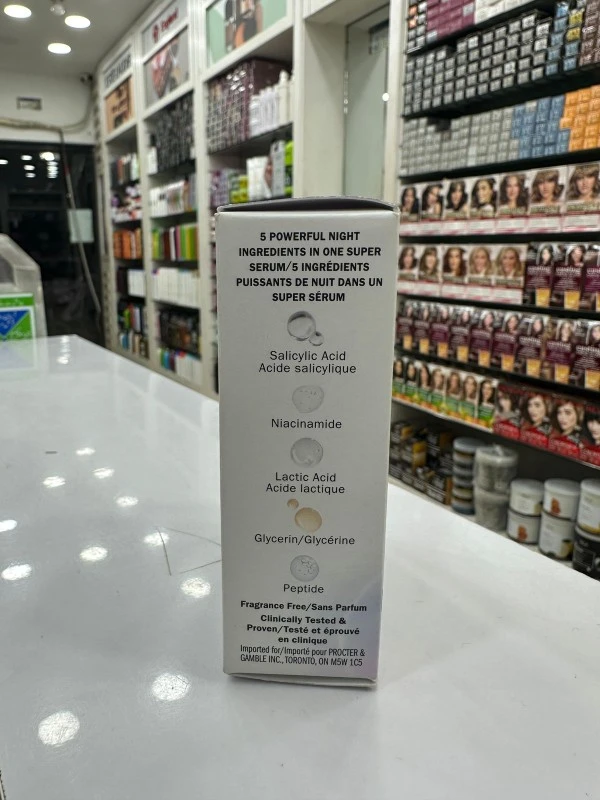 5 POWERFUL NIGHT
INGREDIENTS IN ONE SUPER
SERUM/5 INGRÉDIENTS
PUISSANTS DE NUIT DANS UN
SUPER SÉRUM
Salicylic Acid
Acide salicylique
Niacinamide
Lactic Acid
Acide lactique
Glycerin/Glycérine
Peptide
Fragrance Free/Sans Parfum
Clinically Tested &
Proven/Testé et éprouvé
en clinique
Imported for/Importé pour PROCTER &
GAMBLE INC., TORONTO, ON M5W 1C5